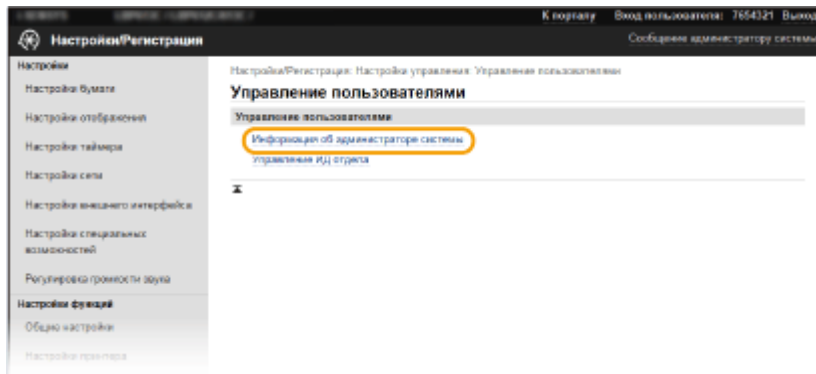 К порталу Вход пользователя: 7654321 Выход
Настройки/Регистрация
Сообщение администратору системы
Настройки
Настройки бумаги
Настройки отображения
Настройки таймера
Настройки сети
Настройки внешнего интерфейса
Настройки специальных
возможностей
Регулировка громкости звука
Настройки функций
Общие настройки
Настройки принтера
Настройки/Регистрация: Настройки управления: Управление пользователями
Управление пользователями
Управление пользователями
Информация об администраторе системы
Управление ИД отдела